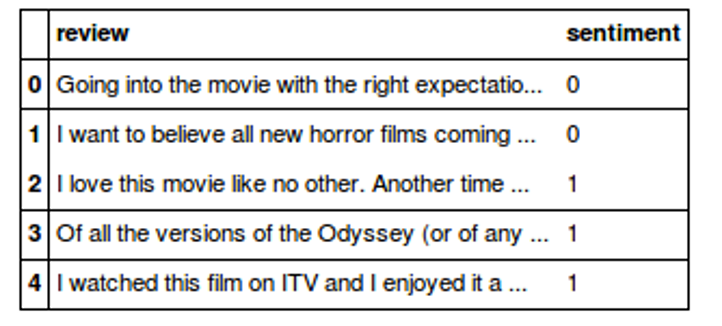 review sentiment
0 Going into the movie with the right expectatio... 0
1 I want to believe all new horror films coming ... 0
2 I love this movie like no other. Another time ... 1
3 Of all the versions of the Odyssey (or of any ... 1
4 I watched this film on ITV and I enjoyed it a ... 1